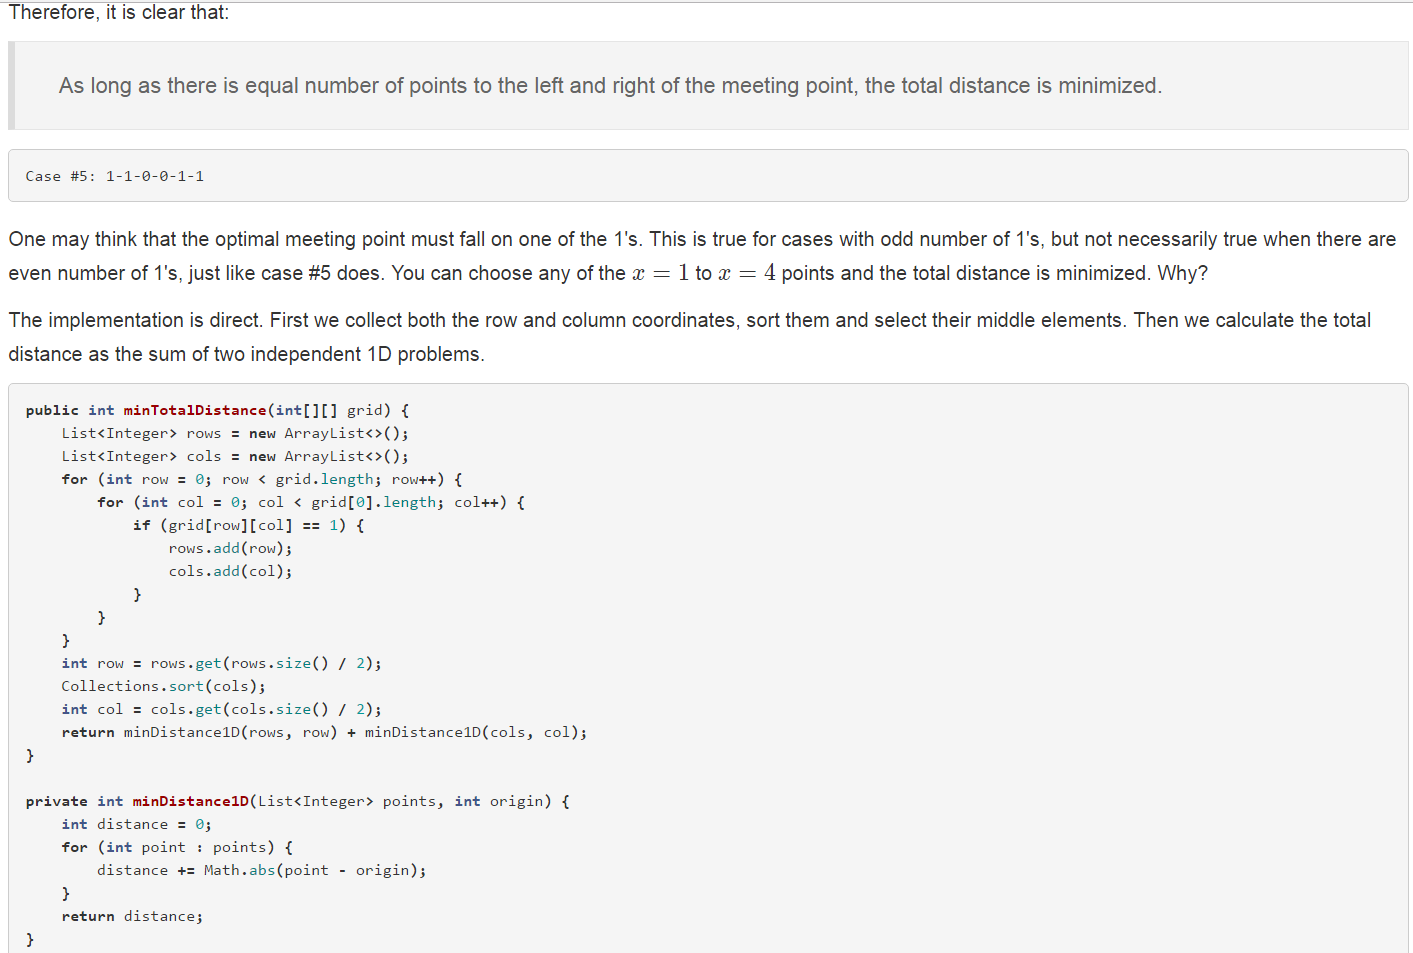 Therefore, it is clear that:
As long as there is equal number of points to the left and right of the meeting point, the total distance is minimized.
Case #5: 1-1-0-0-1-1
One may think that the optimal meeting point must fall on one of the 1's. This is true for cases with odd number of 1's, but not necessarily true when there are
even number of 1's, just like case #5 does. You can choose any of the x = 1 to x = 4 points and the total distance is minimized. Why?
The implementation is direct. First we collect both the row and column coordinates, sort them and select their middle elements. Then we calculate the total
distance as the sum of two independent 1D problems.
public int minTotalDistance(int[][] grid) {
    List<Integer> rows = new ArrayList<>();
    List<Integer> cols = new ArrayList<>();
    for (int row = 0; row < grid.length; row++) {
        for (int col = 0; col < grid[0].length; col++) {
            if (grid[row][col] == 1) {
                rows.add(row);
                cols.add(col);
            }
        }
    }
    int row = rows.get(rows.size() / 2);
    Collections.sort(cols);
    int col = cols.get(cols.size() / 2);
    return minDistance1D(rows, row) + minDistance1D(cols, col);
}
private int minDistance1D(List<Integer> points, int origin) {
    int distance = 0;
    for (int point : points) {
        distance += Math.abs(point - origin);
    }
    return distance;
}